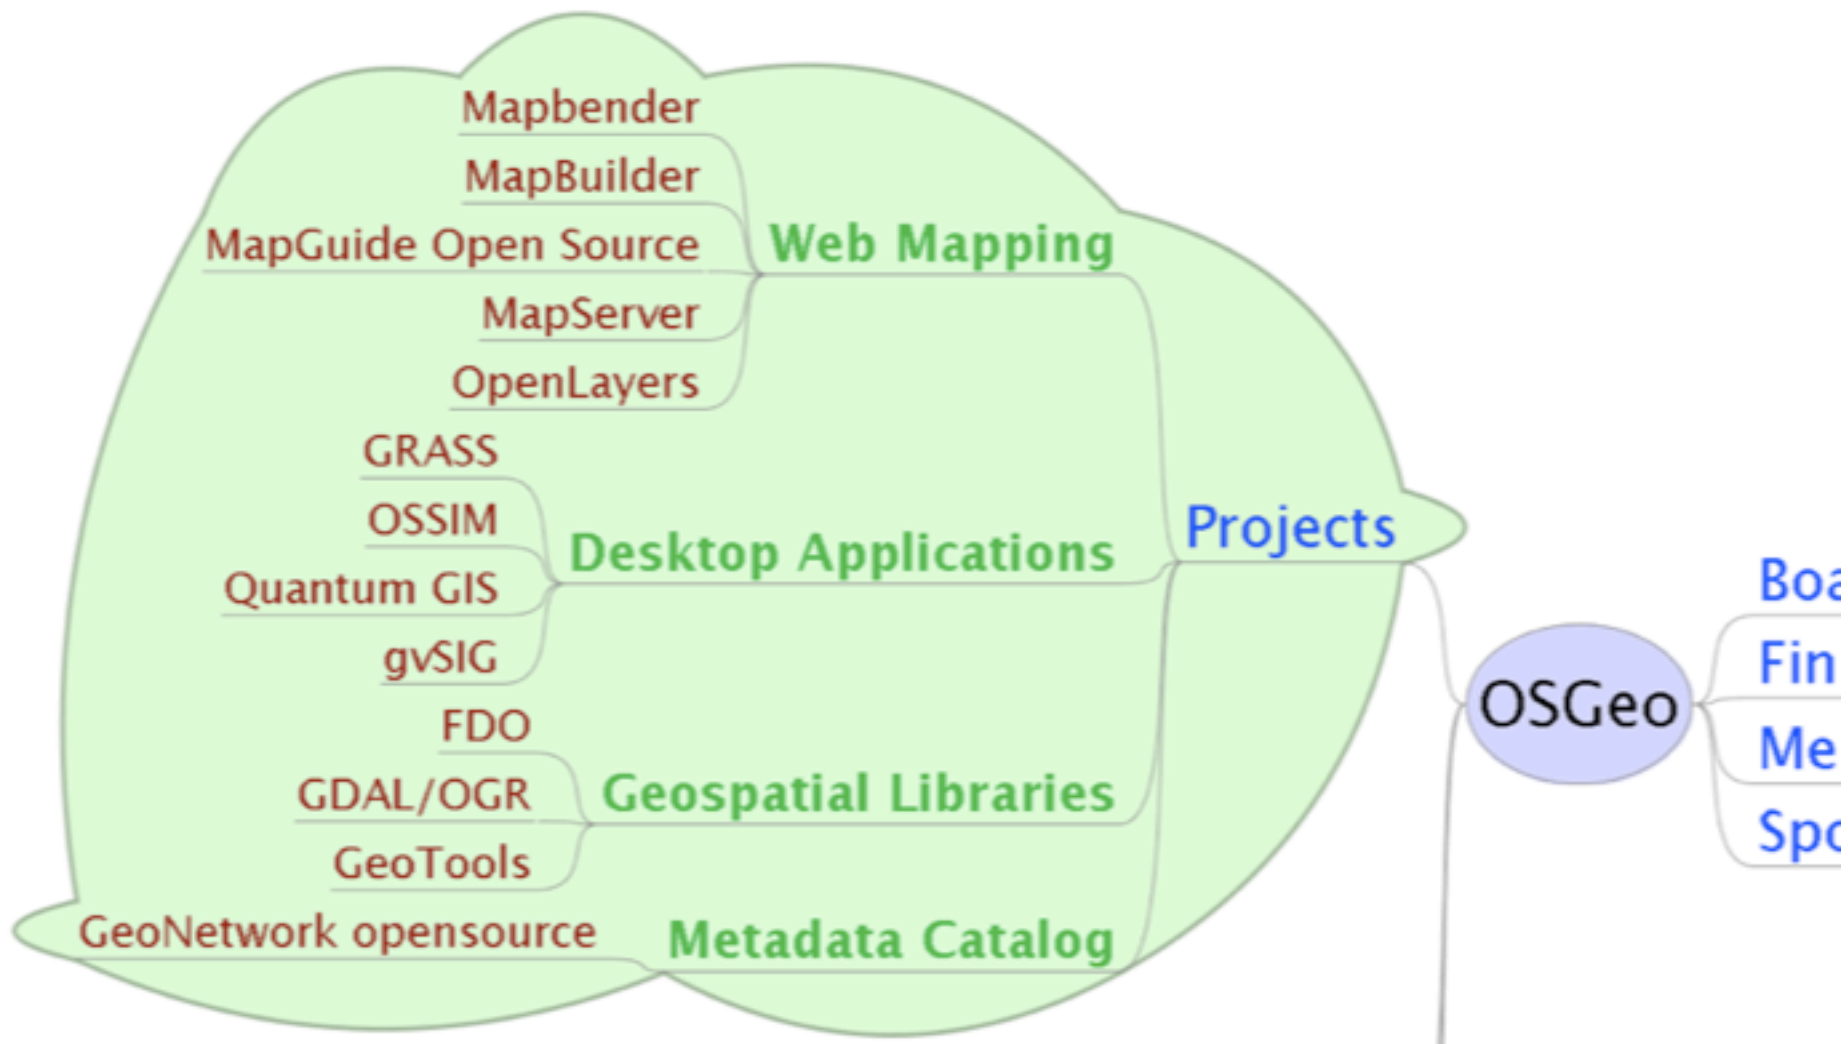 Mapbender
MapBuilder
MapGuide Open Source
MapServer
OpenLayers
Web Mapping
GRASS
OSSIM
Quantum GIS
gvSIG
Desktop Applications
FDO
GDAL/OGR
GeoTools
Geospatial Libraries
GeoNetwork opensource
Metadata Catalog
Projects
OSGeo